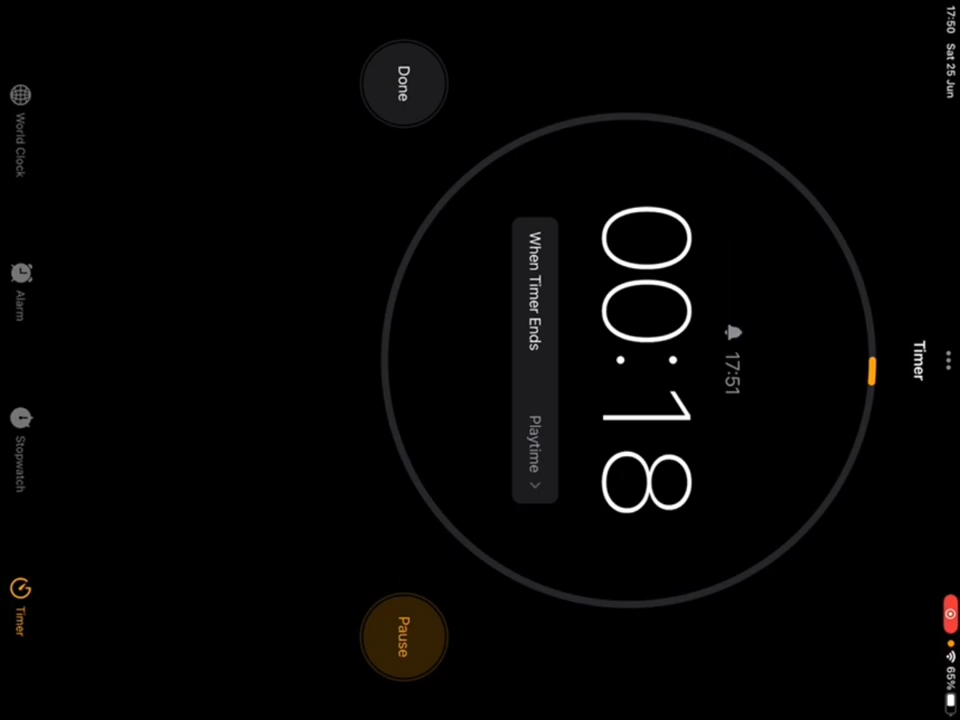 17:50 Sat 25 Jun
65%
Timer
17:51
00:18
When Timer Ends Playtime
Done
Pause
World Clock
Alarm
Stopwatch
Timer